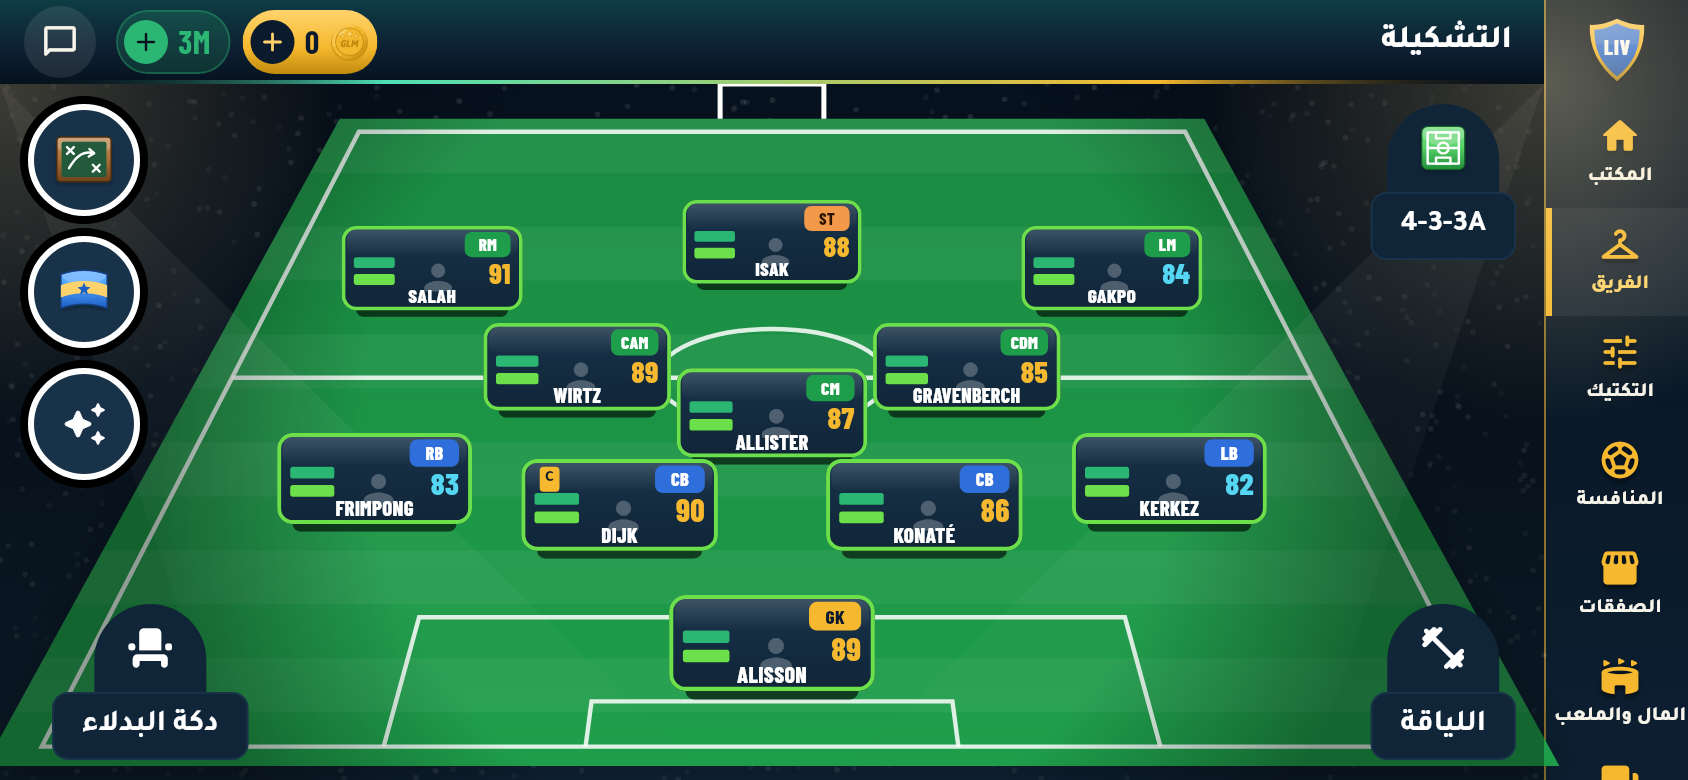 التشكيلة
LIV
3M
0
GLM
المكتب
الفريق
التكتيك
المنافسة
الصفقات
المال والملعب
4-3-3A
ST
88
ISAK
RM
91
SALAH
LM
84
GAKPO
CAM
89
WIRTZ
CDM
85
GRAVENBERCH
CM
87
ALLISTER
RB
83
FRIMPONG
C
CB
90
DIJK
CB
86
KONATÉ
LB
82
KERKEZ
GK
89
ALISSON
دكة البدلاء
اللياقة